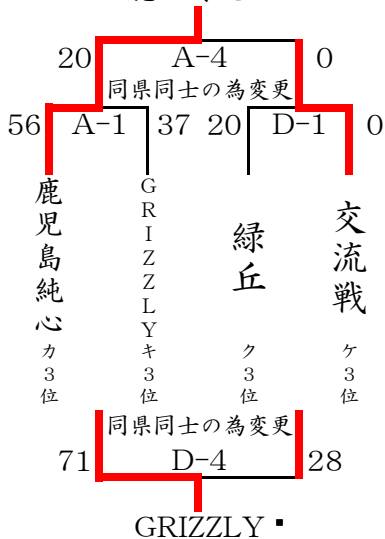 20 A-4 0
同県同士の為変更
56 A-1 37 20 D-1 0
鹿児島純心 カ3位
GRIZZLY キ3位
緑丘 ク3位
交流戦 ケ3位
同県同士の為変更
71 D-4 28
GRIZZLY